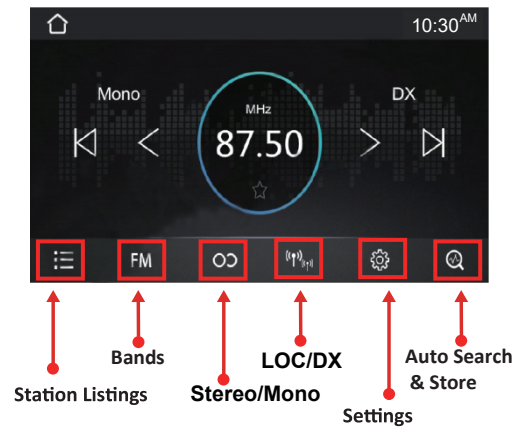 10:30AM
Mono
DX
MHz
87.50
FM
Bands
LOC/DX
Auto Search
& Store
Station Listings
Stereo/Mono
Settings